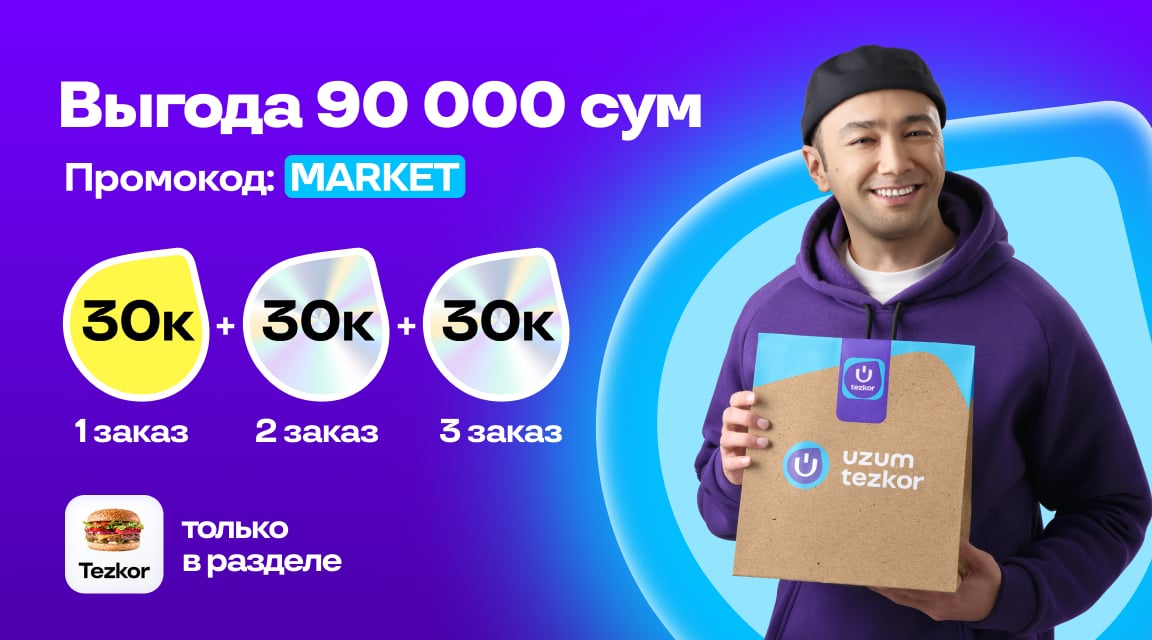 Выгода 90 000 сум
Промокод: MARKET
30к + 30к + 30к
1 заказ 2 заказ 3 заказ
Tezkor
только
в разделе
tezkor
uzum
tezkor